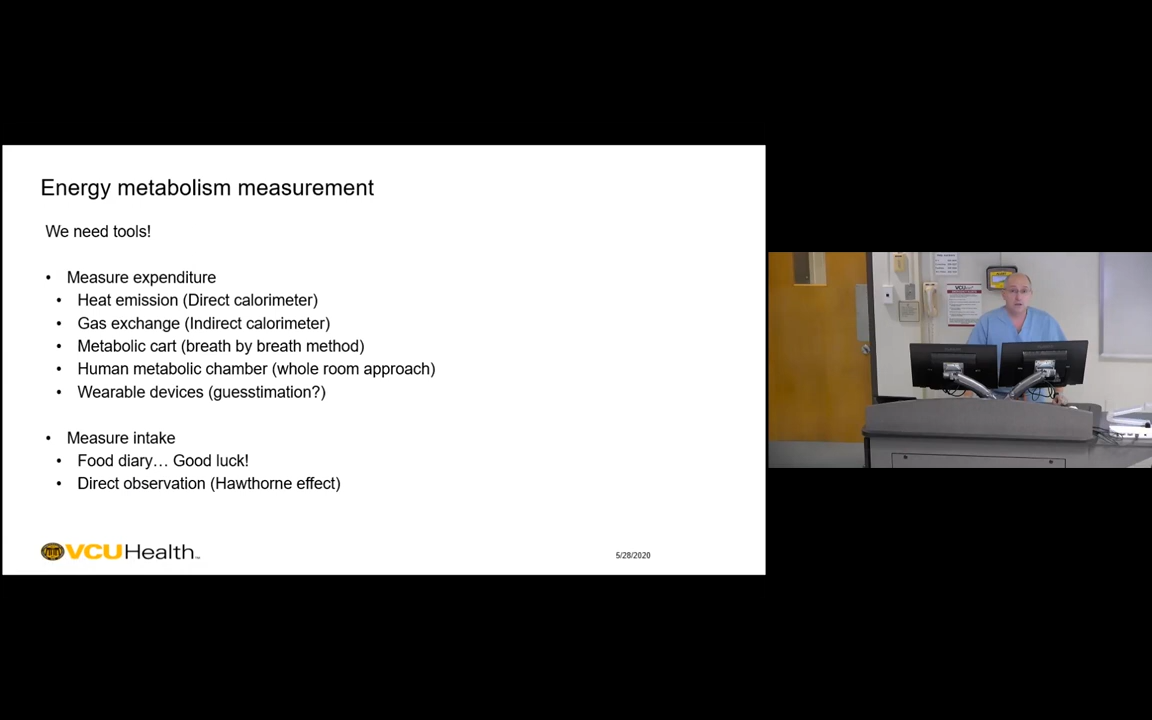 Energy metabolism measurement
We need tools!
• Measure expenditure
• Heat emission (Direct calorimeter)
• Gas exchange (Indirect calorimeter)
• Metabolic cart (breath by breath method)
• Human metabolic chamber (whole room approach)
• Wearable devices (guesstimation?)
• Measure intake
• Food diary… Good luck!
• Direct observation (Hawthorne effect)
VCUHealth™
5/28/2020
VCU